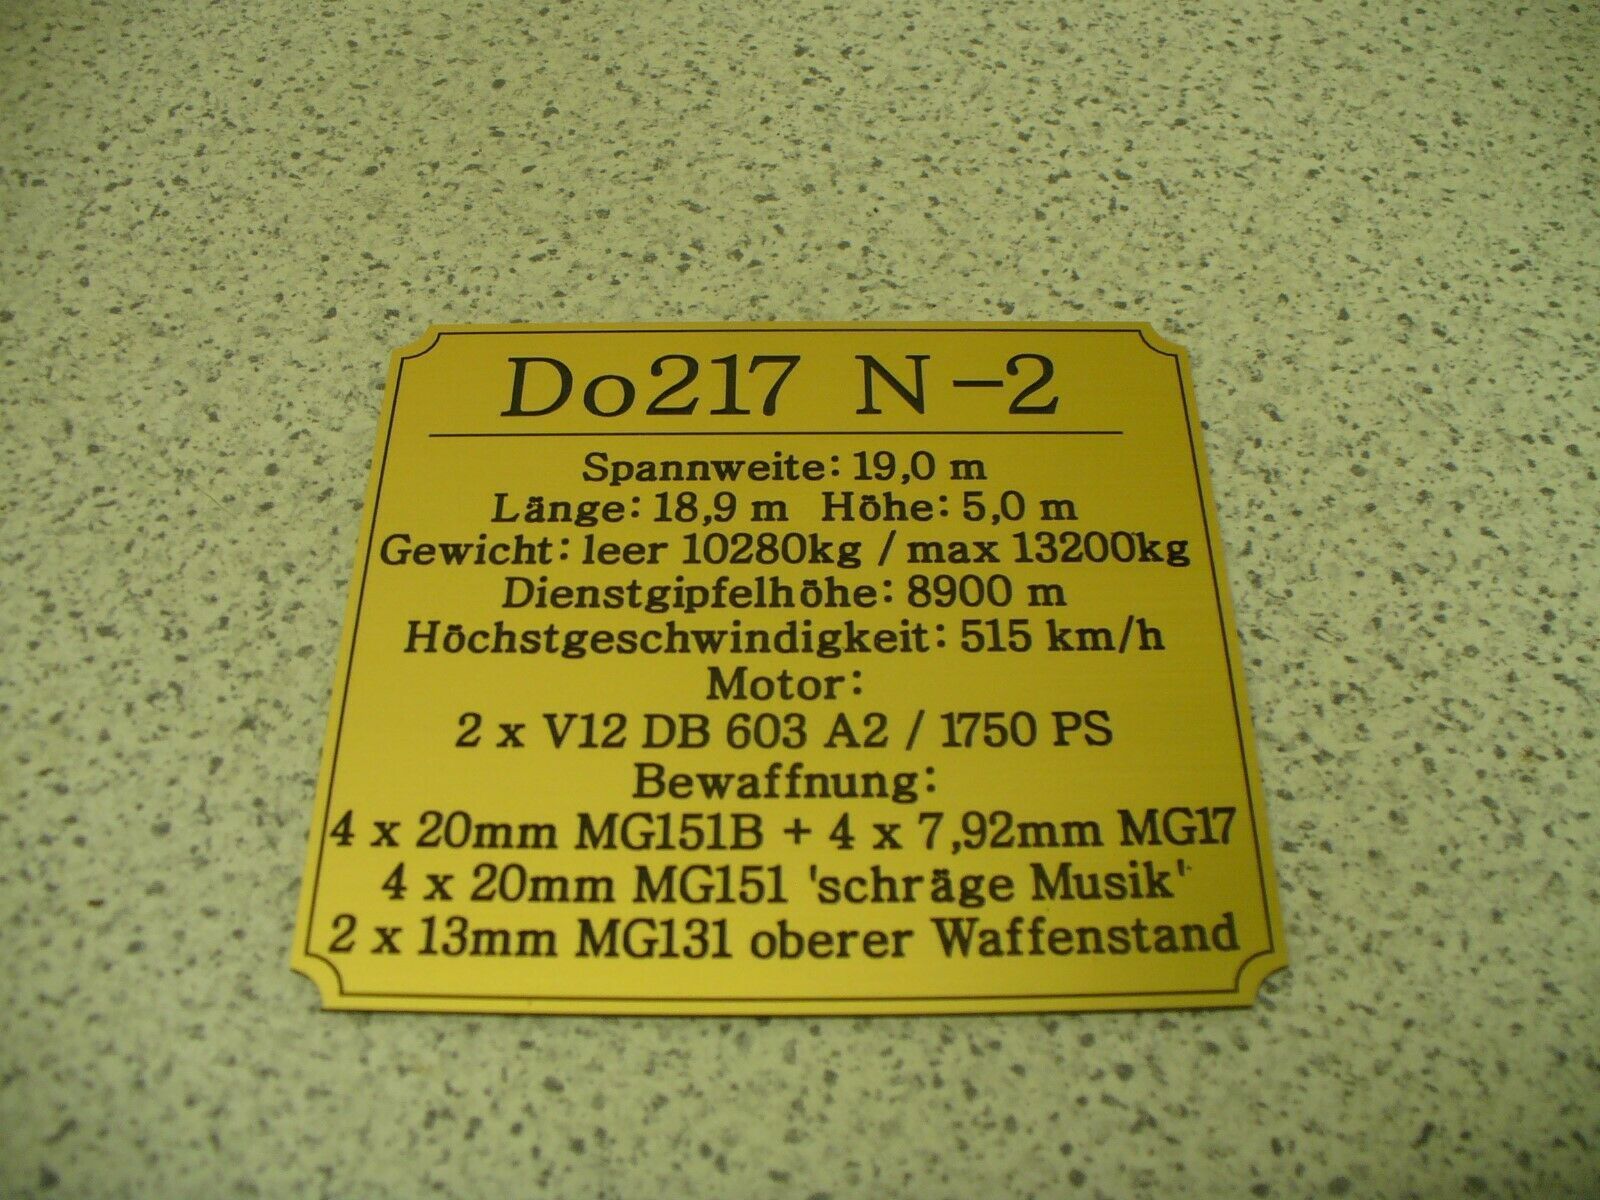 Do217 N-2
Spannweite: 19,0 m
Länge: 18,9 m Höhe: 5,0 m
Gewicht: leer 10280kg / max 13200kg
Dienstgipfelhöhe: 8900 m
Höchstgeschwindigkeit: 515 km/h
Motor:
2 x V12 DB 603 A2 / 1750 PS
Bewaffnung:
4 x 20mm MG151B + 4 x 7,92mm MG17
4 x 20mm MG151 'schräge Musik'
2 x 13mm MG131 oberer Waffenstand